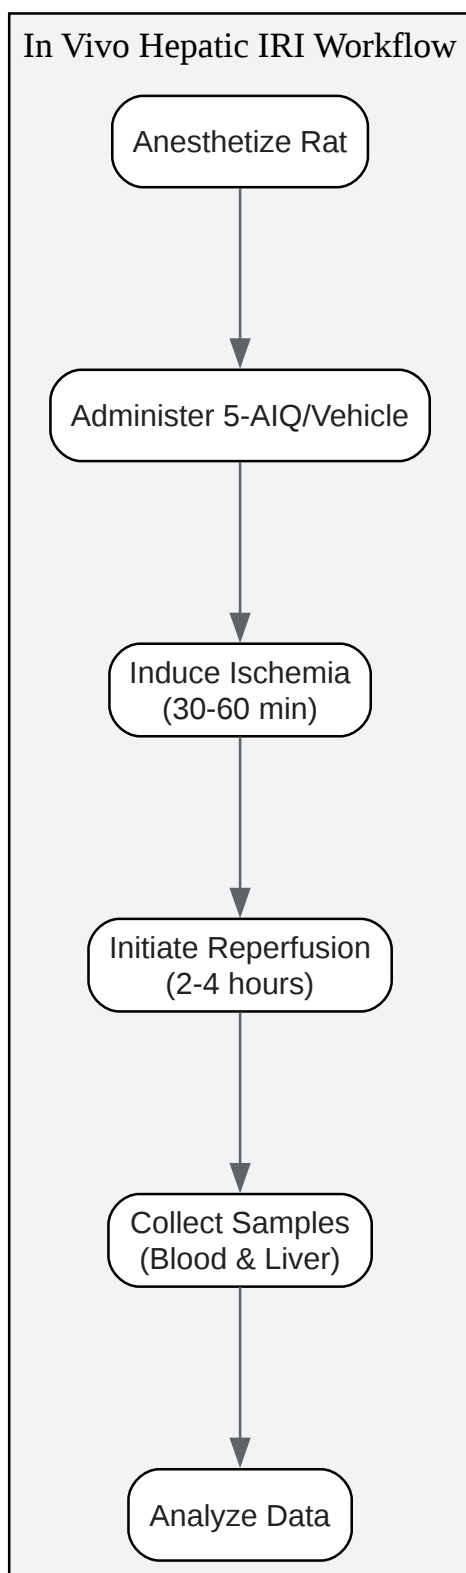 In Vivo Hepatic IRI Workflow
Anesthetize Rat
Administer 5-AIQ/Vehicle
Induce Ischemia
(30-60 min)
Initiate Reperfusion
(2-4 hours)
Collect Samples
(Blood & Liver)
Analyze Data